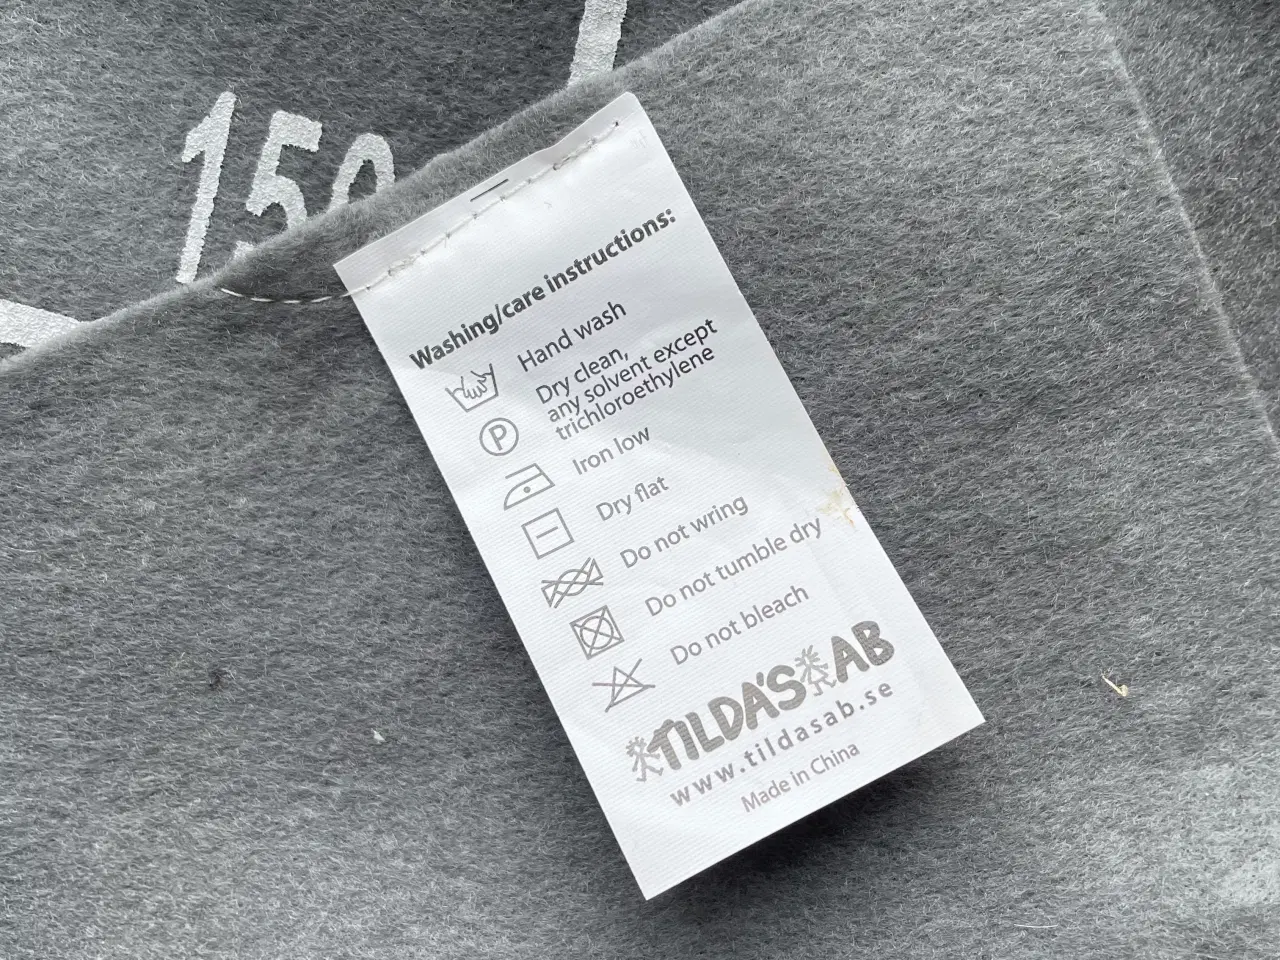 150
Washing/care instructions:
Hand wash
Dry clean,
any solvent except
trichloroethylene
P
Iron low
Dry flat
Do not wring
Do not tumble dry
Do not bleach
TILDA'S AB
www.tildasab.se
Made in China